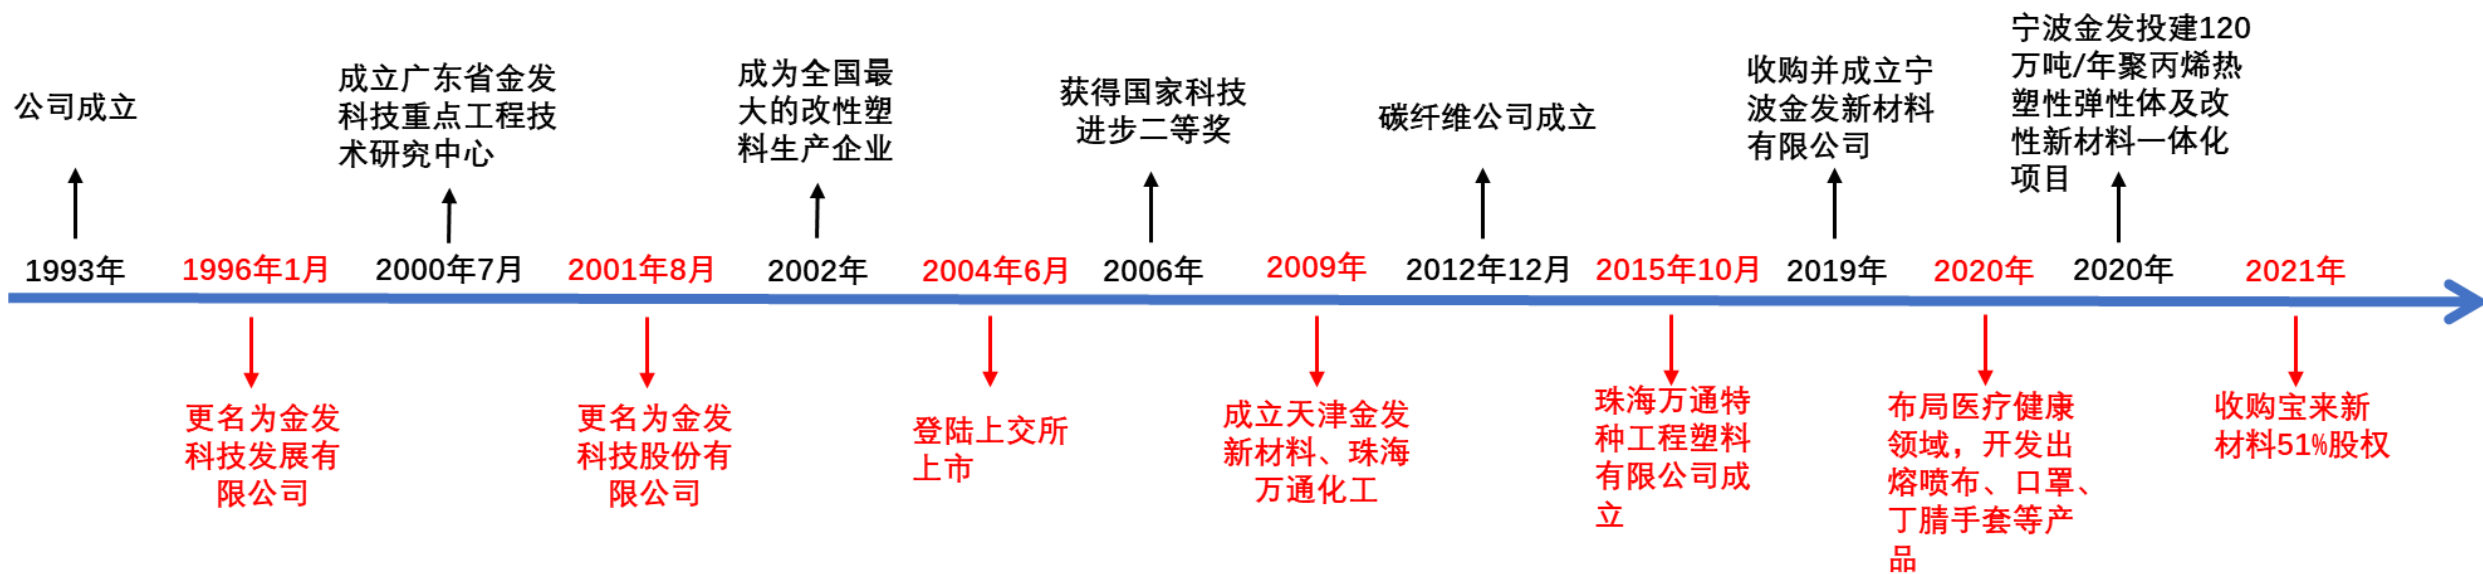 公司成立
成立广东省金发
科技重点工程技
术研究中心
成为全国最
大的改性塑
料生产企业
获得国家科技
进步二等奖
碳纤维公司成立
收购并成立宁
波金发新材料
有限公司
宁波金发投建120
万吨/年聚丙烯热
塑性弹性体及改
性新材料一体化
项目
1993年
1996年1月
2000年7月
2001年8月
2002年
2004年6月
2006年
2009年
2012年12月
2015年10月
2019年
2020年
2020年
2021年
更名为金发
科技发展有
限公司
更名为金发
科技股份有
限公司
登陆上交所
上市
成立天津金发
新材料、珠海
万通化工
珠海万通特
种工程塑料
有限公司成
立
布局医疗健康
领域，开发出
熔喷布、口罩、
丁腈手套等产
品
收购宝来新
材料51%股权